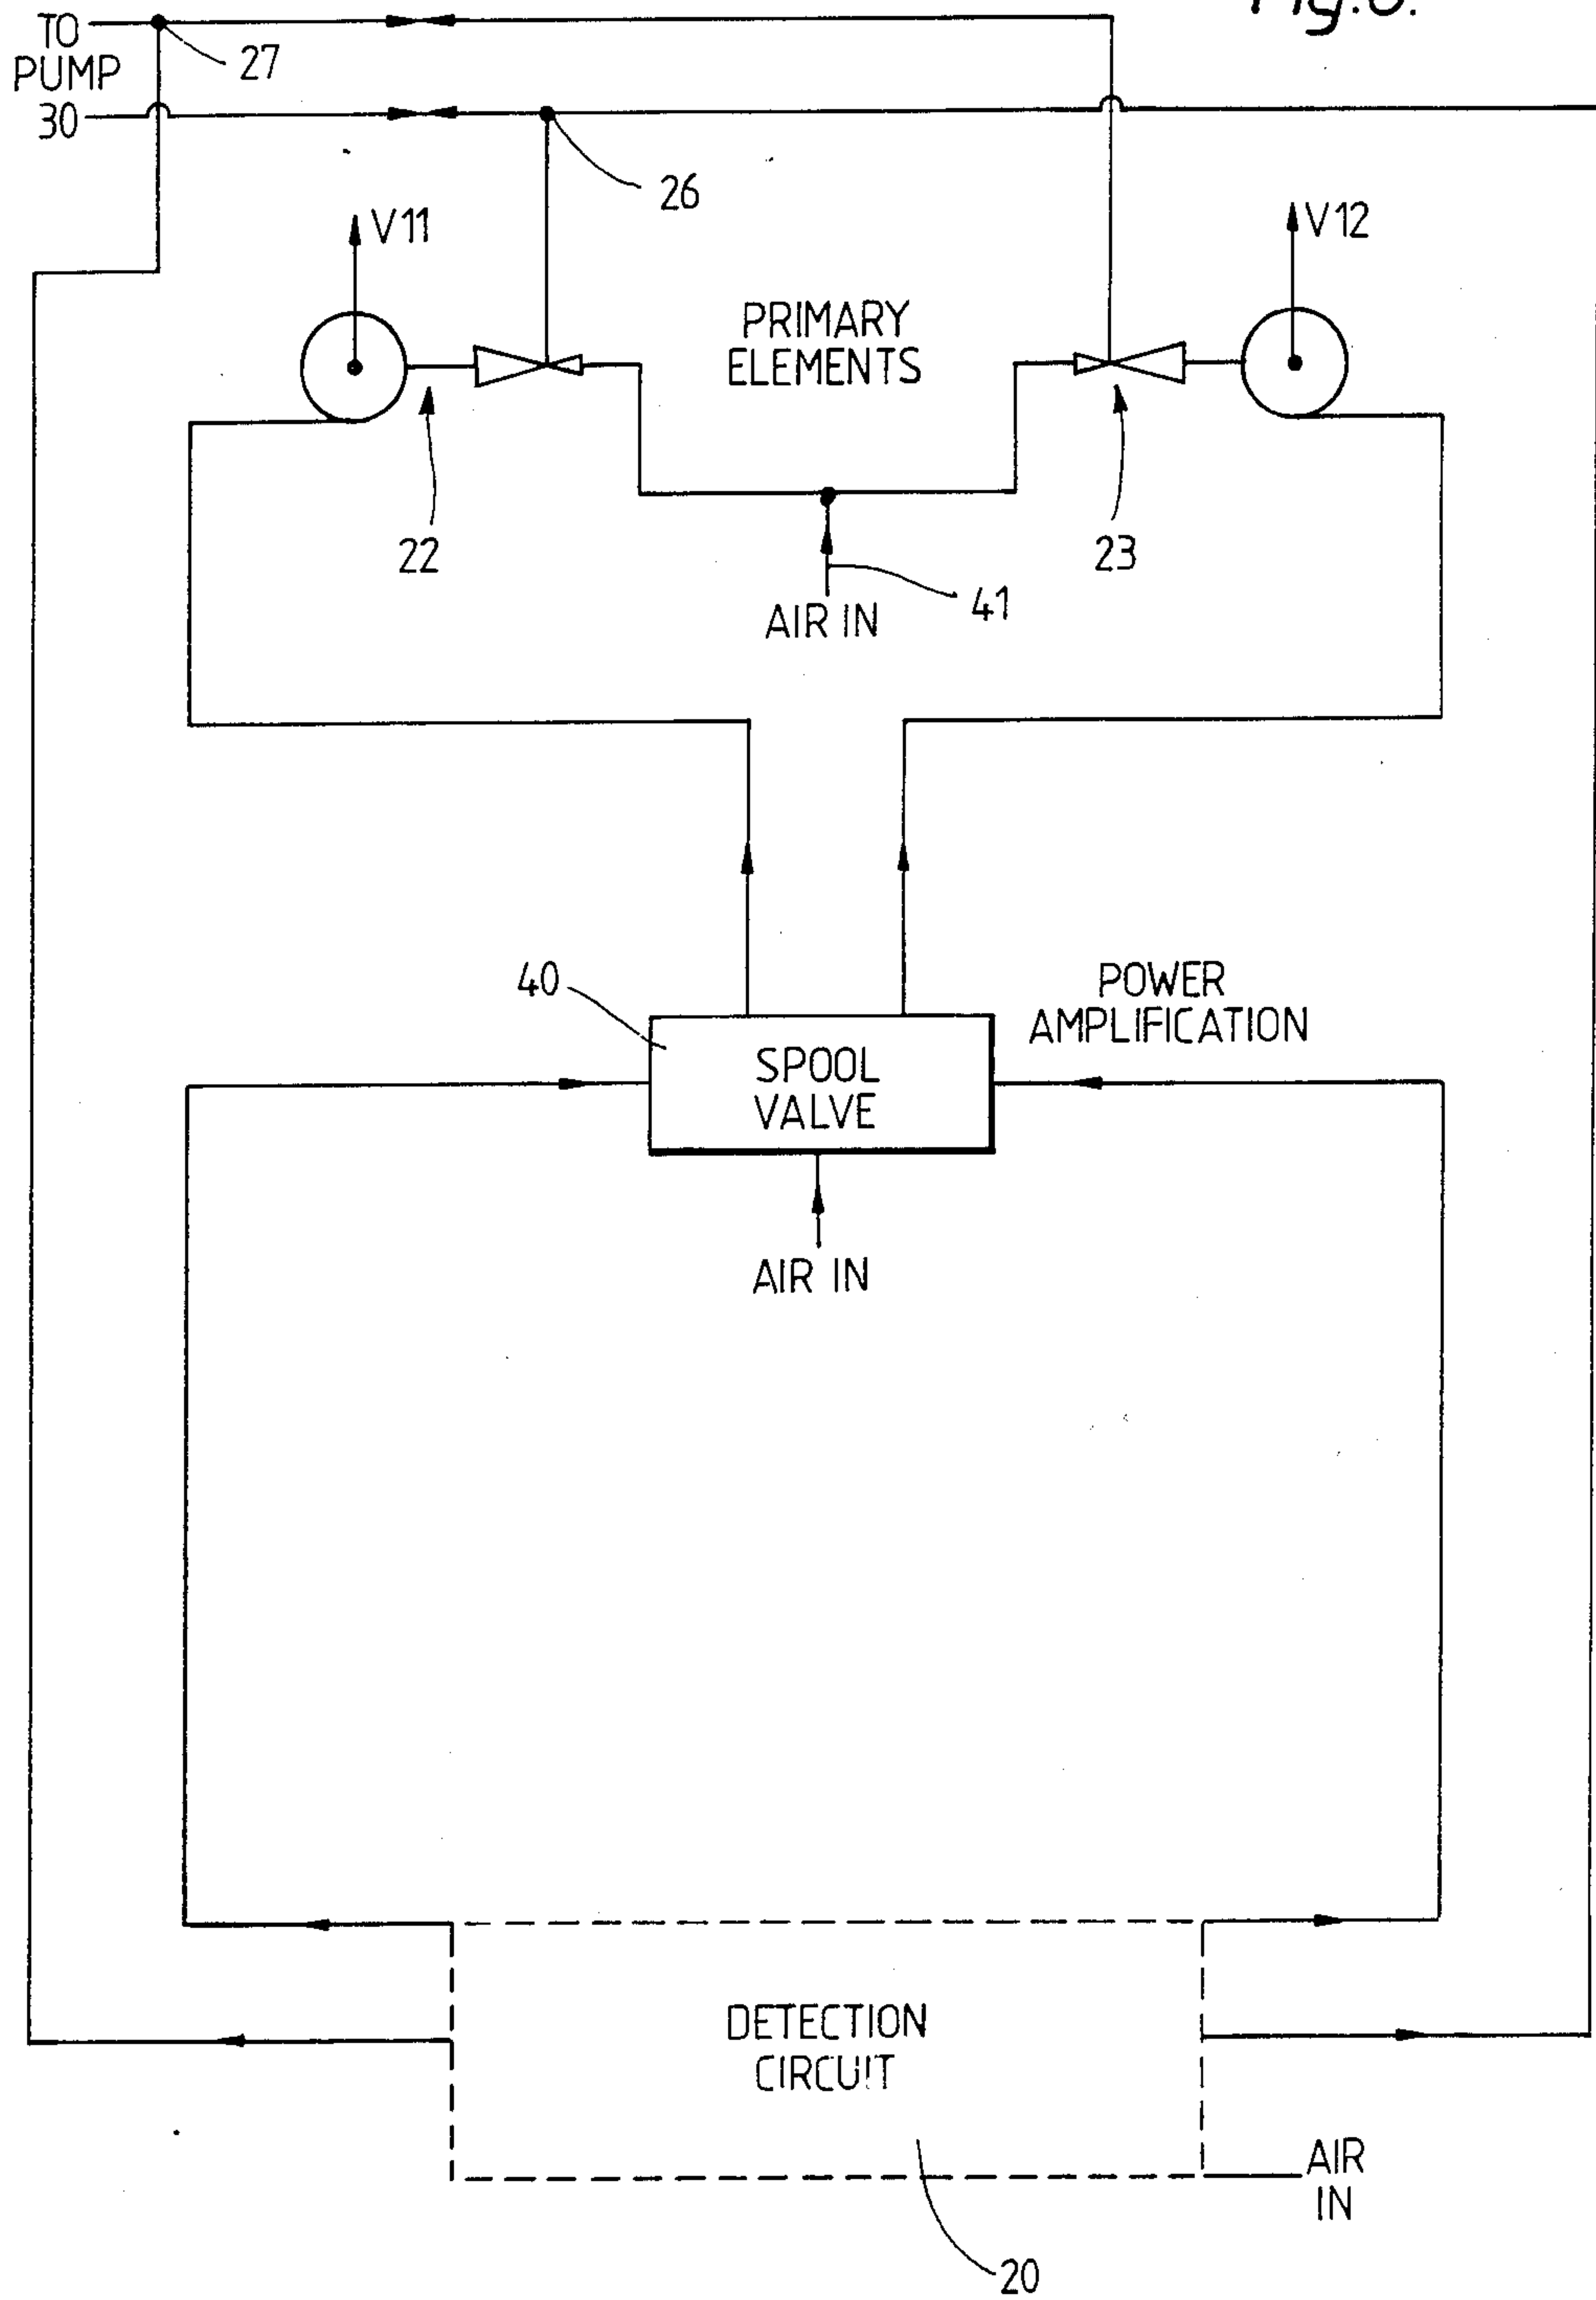 TO
PUMP
30
27
26
V11
V12
PRIMARY
ELEMENTS
22
23
41
AIR IN
40
POWER
AMPLIFICATION
SPOOL
VALVE
AIR IN
DETECTION
CIRCUIT
AIR
IN
20